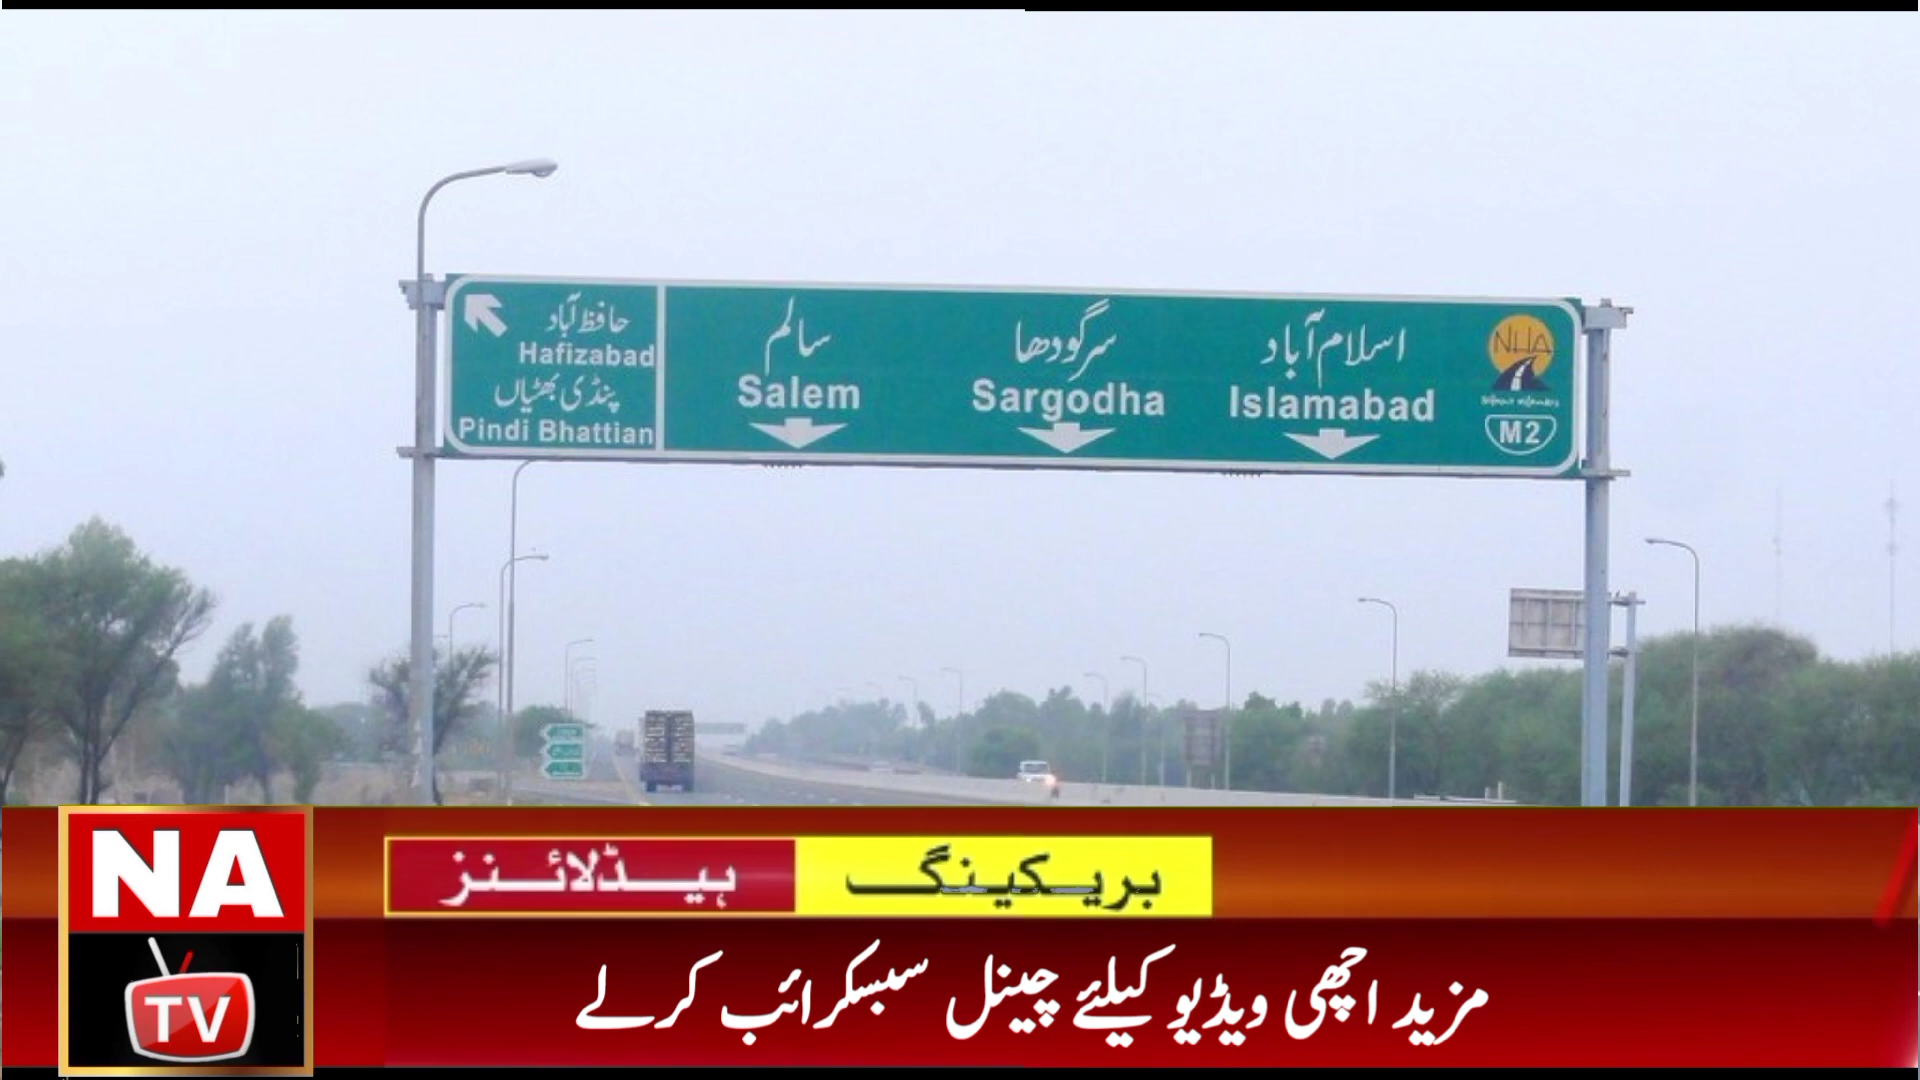 حافظ آباد
Hafizabad
پنڈی بھٹیاں
Pindi Bhattian
سالم
Salem
سرگودھا
Sargodha
اسلام آباد
Islamabad
NHA
M2
NA
TV
بریکینگ ہیڈلائنز
مزید اچھی ویڈیو کیلئے چینل سبسکرائب کرلے